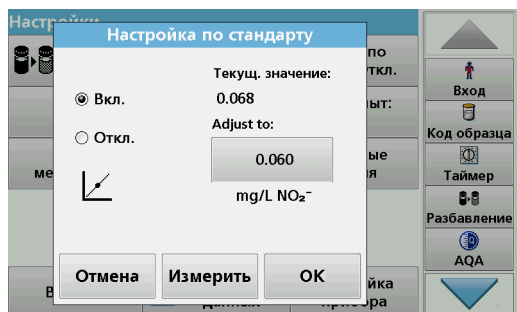 Настройки
Настройка по стандарту
Текущ. значение:
Вкл.
0.068
Adjust to:
Откл.
0.060
mg/L NO₂⁻
Отмена
Измерить
OK
Вход
Код образца
Таймер
Разбавление
AQA